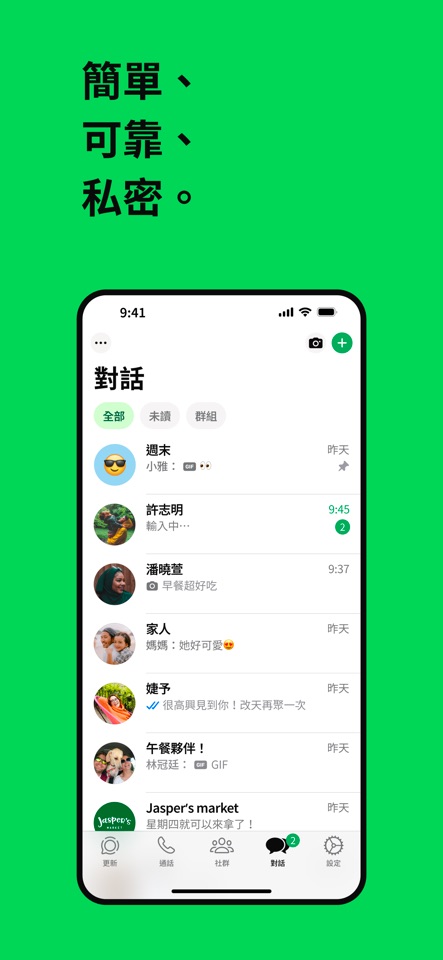 簡單、
可靠、
私密。
9:41
對話
全部 未讀 群組
週末 昨天
小雅： GIF 👀
許志明 9:45
輸入中… 2
潘曉萱 9:37
早餐超好吃
家人 昨天
媽媽：她好可愛😍
婕予 昨天
很高興見到你！改天再聚一次
午餐夥伴！ 昨天
林冠廷： GIF GIF
Jasper's market 昨天
Jasper's
MARKET
星期四就可以來拿了！
2
更新 通話 社群 對話 設定